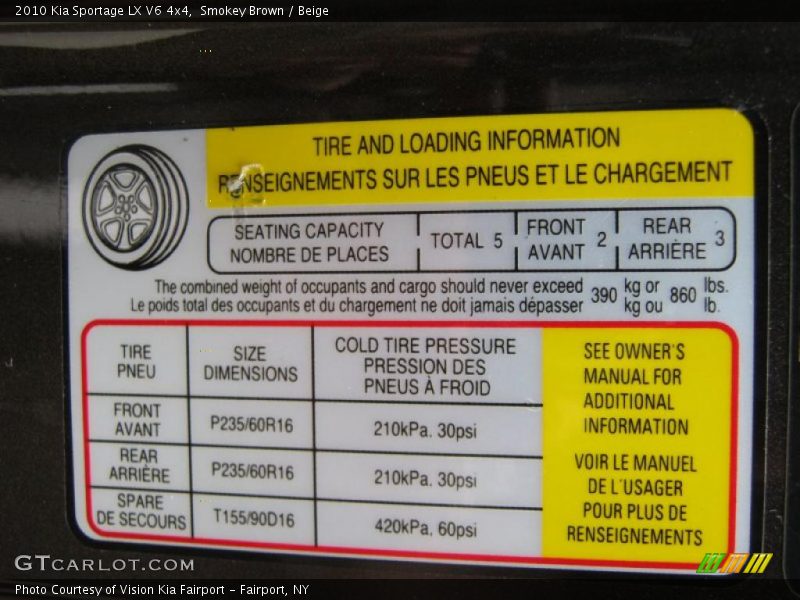 2010 Kia Sportage LX V6 4x4,  Smokey Brown / Beige
TIRE AND LOADING INFORMATION
RENSEIGNEMENTS SUR LES PNEUS ET LE CHARGEMENT
SEATING CAPACITY
NOMBRE DE PLACES
TOTAL 5
FRONT
AVANT 2
REAR
ARRIÈRE 3
The combined weight of occupants and cargo should never exceed 390 kg or 860 lbs.
Le poids total des occupants et du chargement ne doit jamais dépasser kg ou lb.
TIRE
PNEU
SIZE
DIMENSIONS
COLD TIRE PRESSURE
PRESSION DES
PNEUS À FROID
FRONT
AVANT
P235/60R16
210kPa. 30psi
REAR
ARRIÈRE
P235/60R16
210kPa. 30psi
SPARE
DE SECOURS
T155/90D16
420kPa, 60psi
SEE OWNER'S
MANUAL FOR
ADDITIONAL
INFORMATION
VOIR LE MANUEL
DE L'USAGER
POUR PLUS DE
RENSEIGNEMENTS
GTCARLOT.COM
Photo Courtesy of Vision Kia Fairport – Fairport, NY